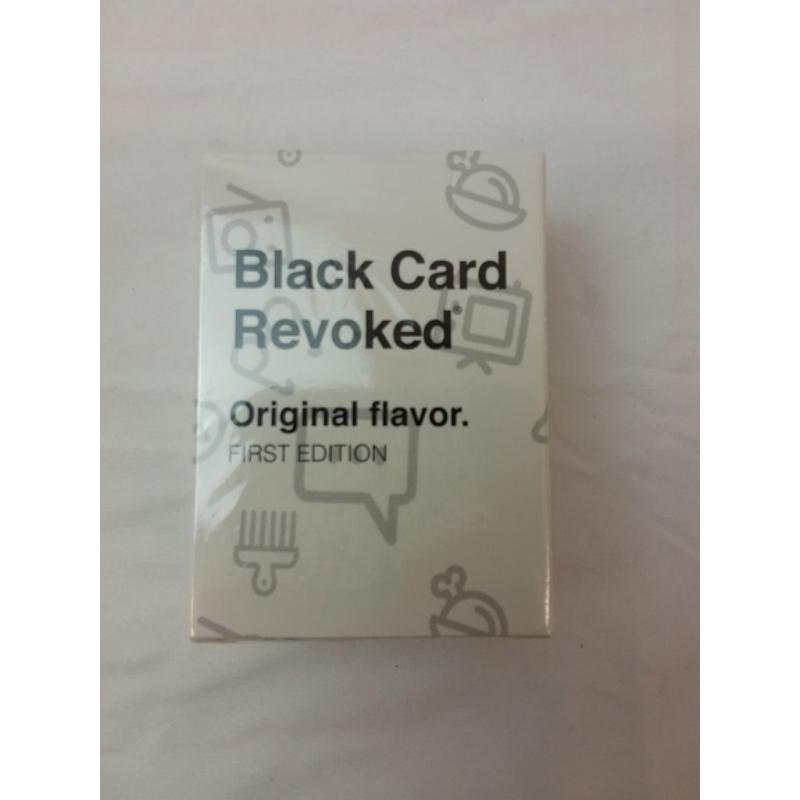 Black Card
Revoked®
Original flavor.
FIRST EDITION